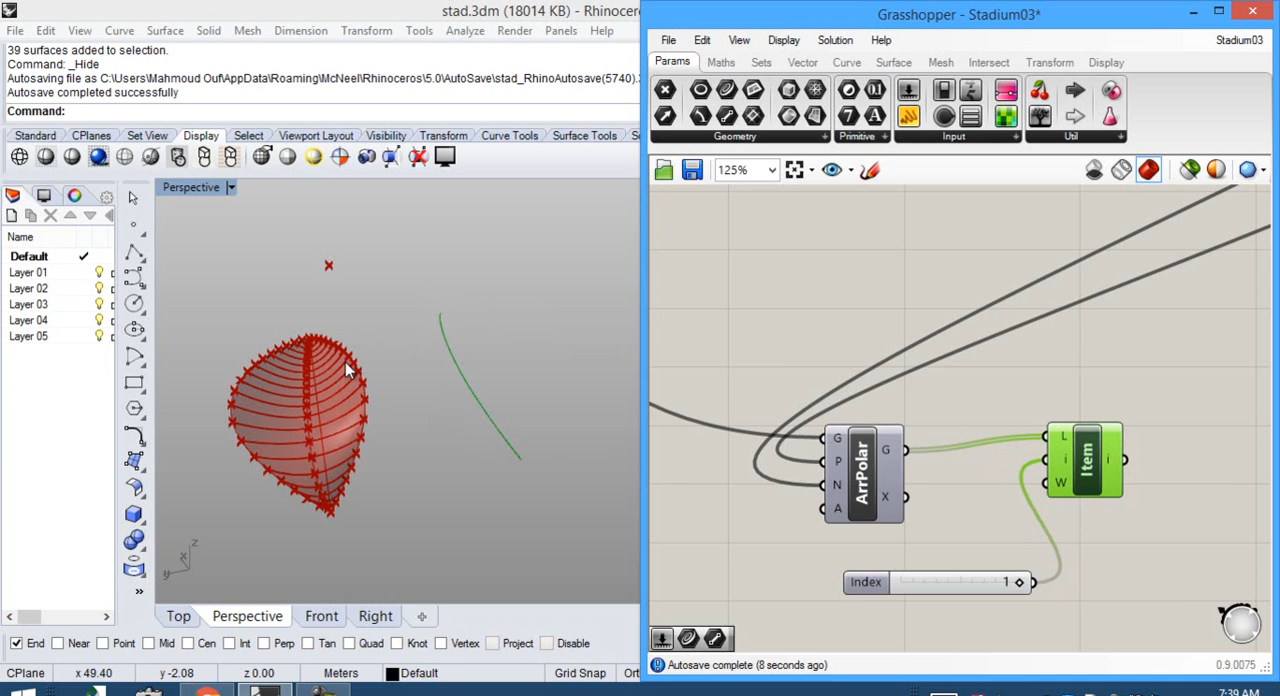 stad.3dm (18014 KB) - Rhinoce
File Edit View Curve Surface Solid Mesh Dimension Transform Tools Analyze Render Panels Help
39 surfaces added to selection.
Command: _Hide
Autosaving file as C:\Users\Mahmoud Ouf\AppData\Roaming\McNeel\Rhinoceros\5.0\AutoSave\stad_RhinoAutosave(5740).
Autosave completed successfully
Command:
Standard CPlanes Set View Display Select Viewport Layout Visibility Transform Curve Tools Surface Tools S
Name
Default
Layer 01
Layer 02
Layer 03
Layer 04
Layer 05
Perspective
z
x
y
Top Perspective Front Right
End Near Point Mid Cen Int Perp Tan Quad Knot Vertex Project Disable
CPlane x 49.40 y -2.08 z 0.00 Meters Default Grid Snap Ort
Grasshopper - Stadium03*
File Edit View Display Solution Help Stadium03
Params Maths Sets Vector Curve Surface Mesh Intersect Transform Display
Geometry Primitive Input Util
125%
G
P
N
A
ArrPolar
G
X
L
i
W
Item
i
Index 1
Autosave complete (8 seconds ago) 0.9.0075
7:39 AM